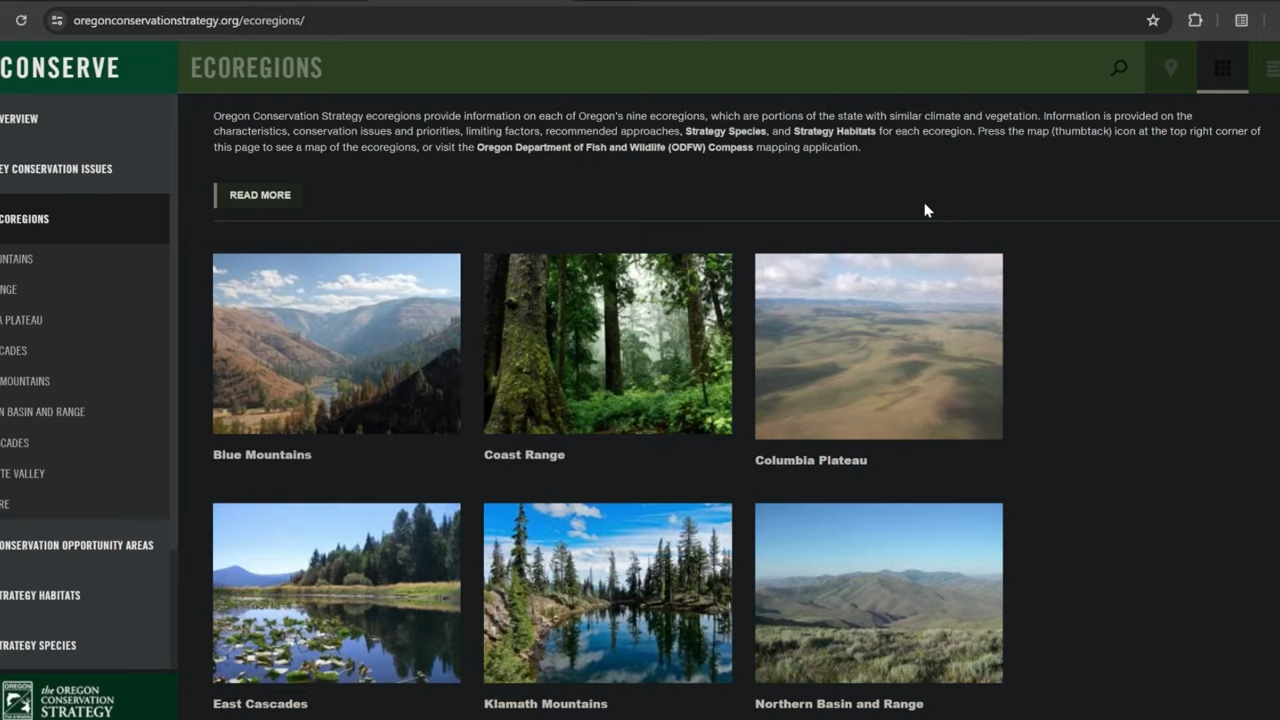 oregonconservationstrategy.org/ecoregions/
CONSERVE
ECOREGIONS
VERVIEW
EY CONSERVATION ISSUES
COREGIONS
UNTAINS
NGE
A PLATEAU
CADES
MOUNTAINS
N BASIN AND RANGE
CADES
TE VALLEY
RE
ONSERVATION OPPORTUNITY AREAS
TRATEGY HABITATS
TRATEGY SPECIES
OREGON
the OREGON
CONSERVATION
STRATEGY
Oregon Conservation Strategy ecoregions provide information on each of Oregon's nine ecoregions, which are portions of the state with similar climate and vegetation. Information is provided on the
characteristics, conservation issues and priorities, limiting factors, recommended approaches, Strategy Species, and Strategy Habitats for each ecoregion. Press the map (thumbtack) icon at the top right corner of
this page to see a map of the ecoregions, or visit the Oregon Department of Fish and Wildlife (ODFW) Compass mapping application.
READ MORE
Blue Mountains
Coast Range
Columbia Plateau
East Cascades
Klamath Mountains
Northern Basin and Range